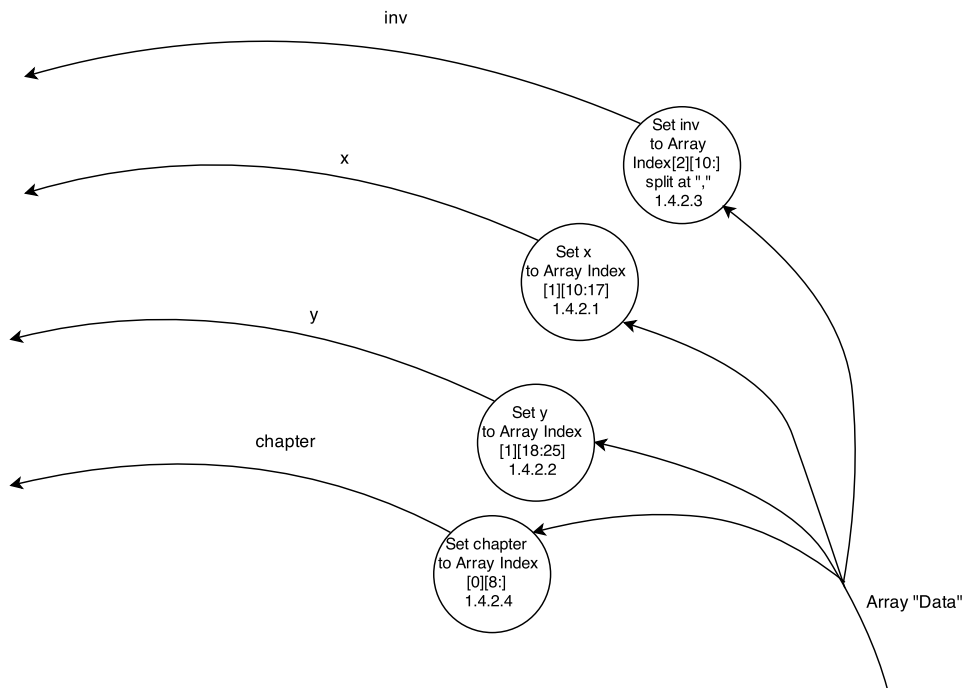 inv
Set inv
to Array
Index[2][10:]
split at ","
1.4.2.3
x
Set x
to Array Index
[1][10:17]
1.4.2.1
y
Set y
to Array Index
[1][18:25]
1.4.2.2
chapter
Set chapter
to Array Index
[0][8:]
1.4.2.4
Array "Data"